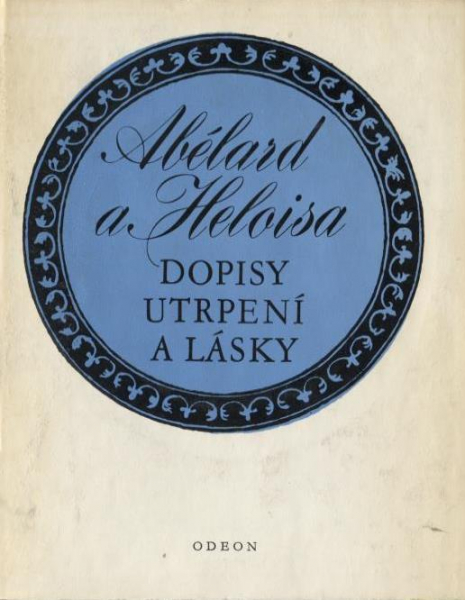 Abélard
a Heloisa
DOPISY
UTRPENÍ
A LÁSKY
ODEON